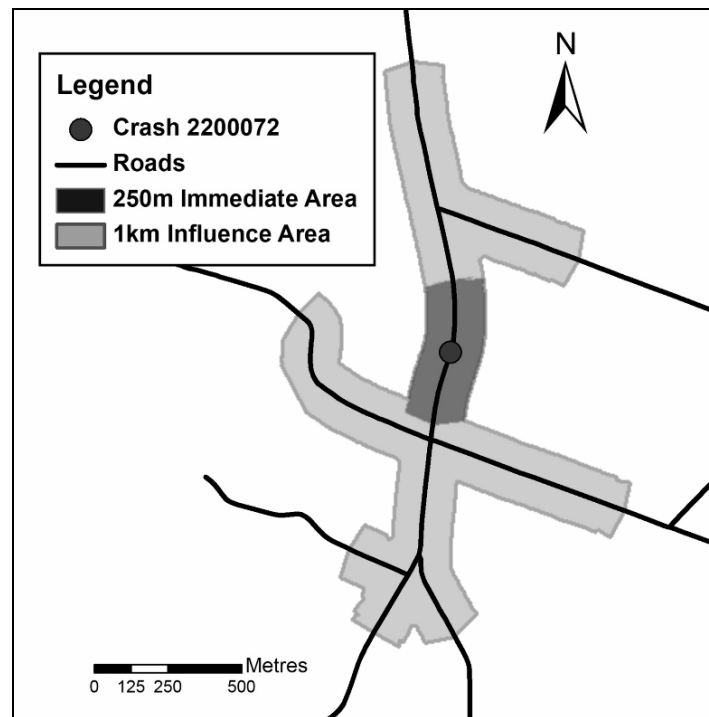 N
Legend
Crash 2200072
Roads
250m Immediate Area
1km Influence Area
Metres
0 125 250 500